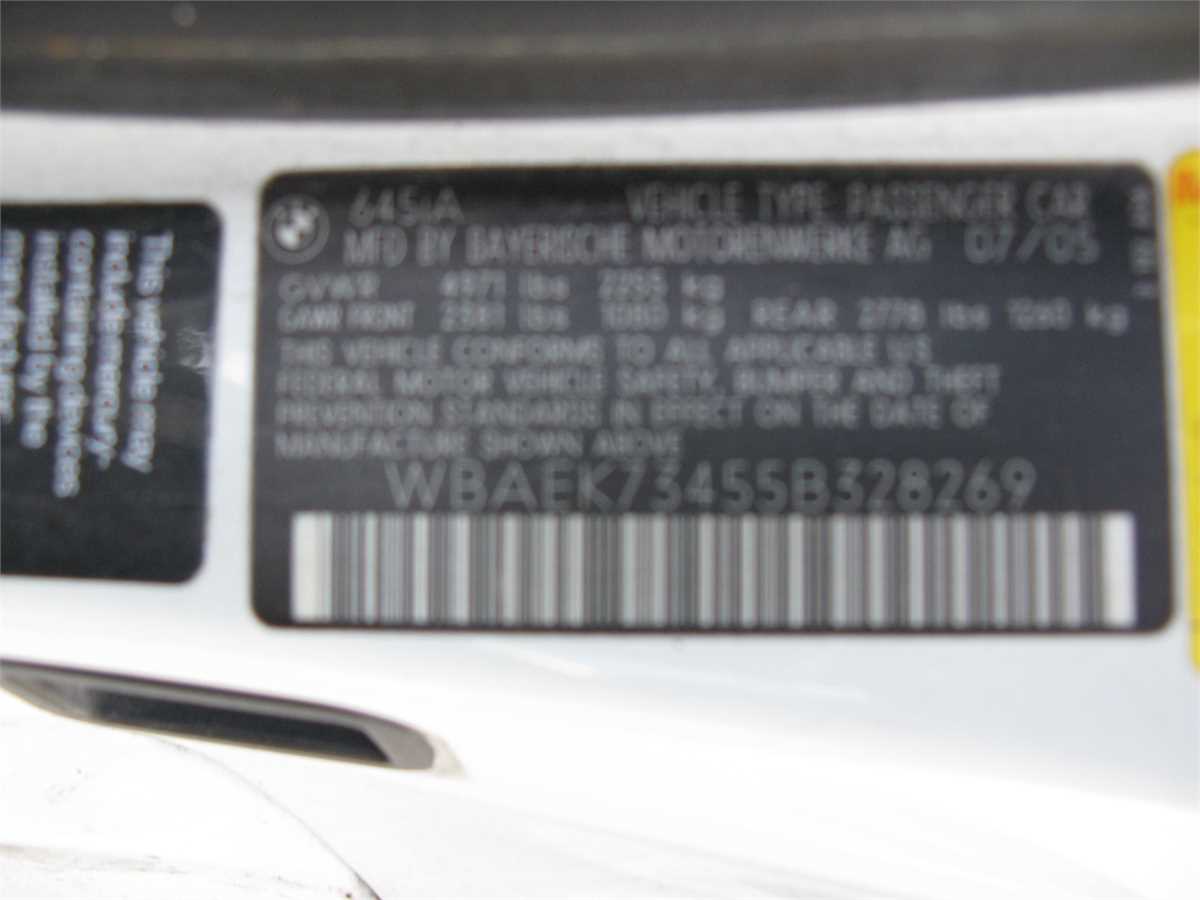 This vehicle may
include mercury-
containing devices
installed by the
645iA VEHICLE TYPE: PASSENGER CAR
MFD BY BAYERISCHE MOTORENWERKE AG 07/05
GVWR 4971 lbs 2255 kg
GAWR FRONT 2381 lbs 1080 kg REAR 2778 lbs 1260 kg
THIS VEHICLE CONFORMS TO ALL APPLICABLE U.S.
FEDERAL MOTOR VEHICLE SAFETY, BUMPER AND THEFT
PREVENTION STANDARDS IN EFFECT ON THE DATE OF
MANUFACTURE SHOWN ABOVE
WBAEK73455B328269